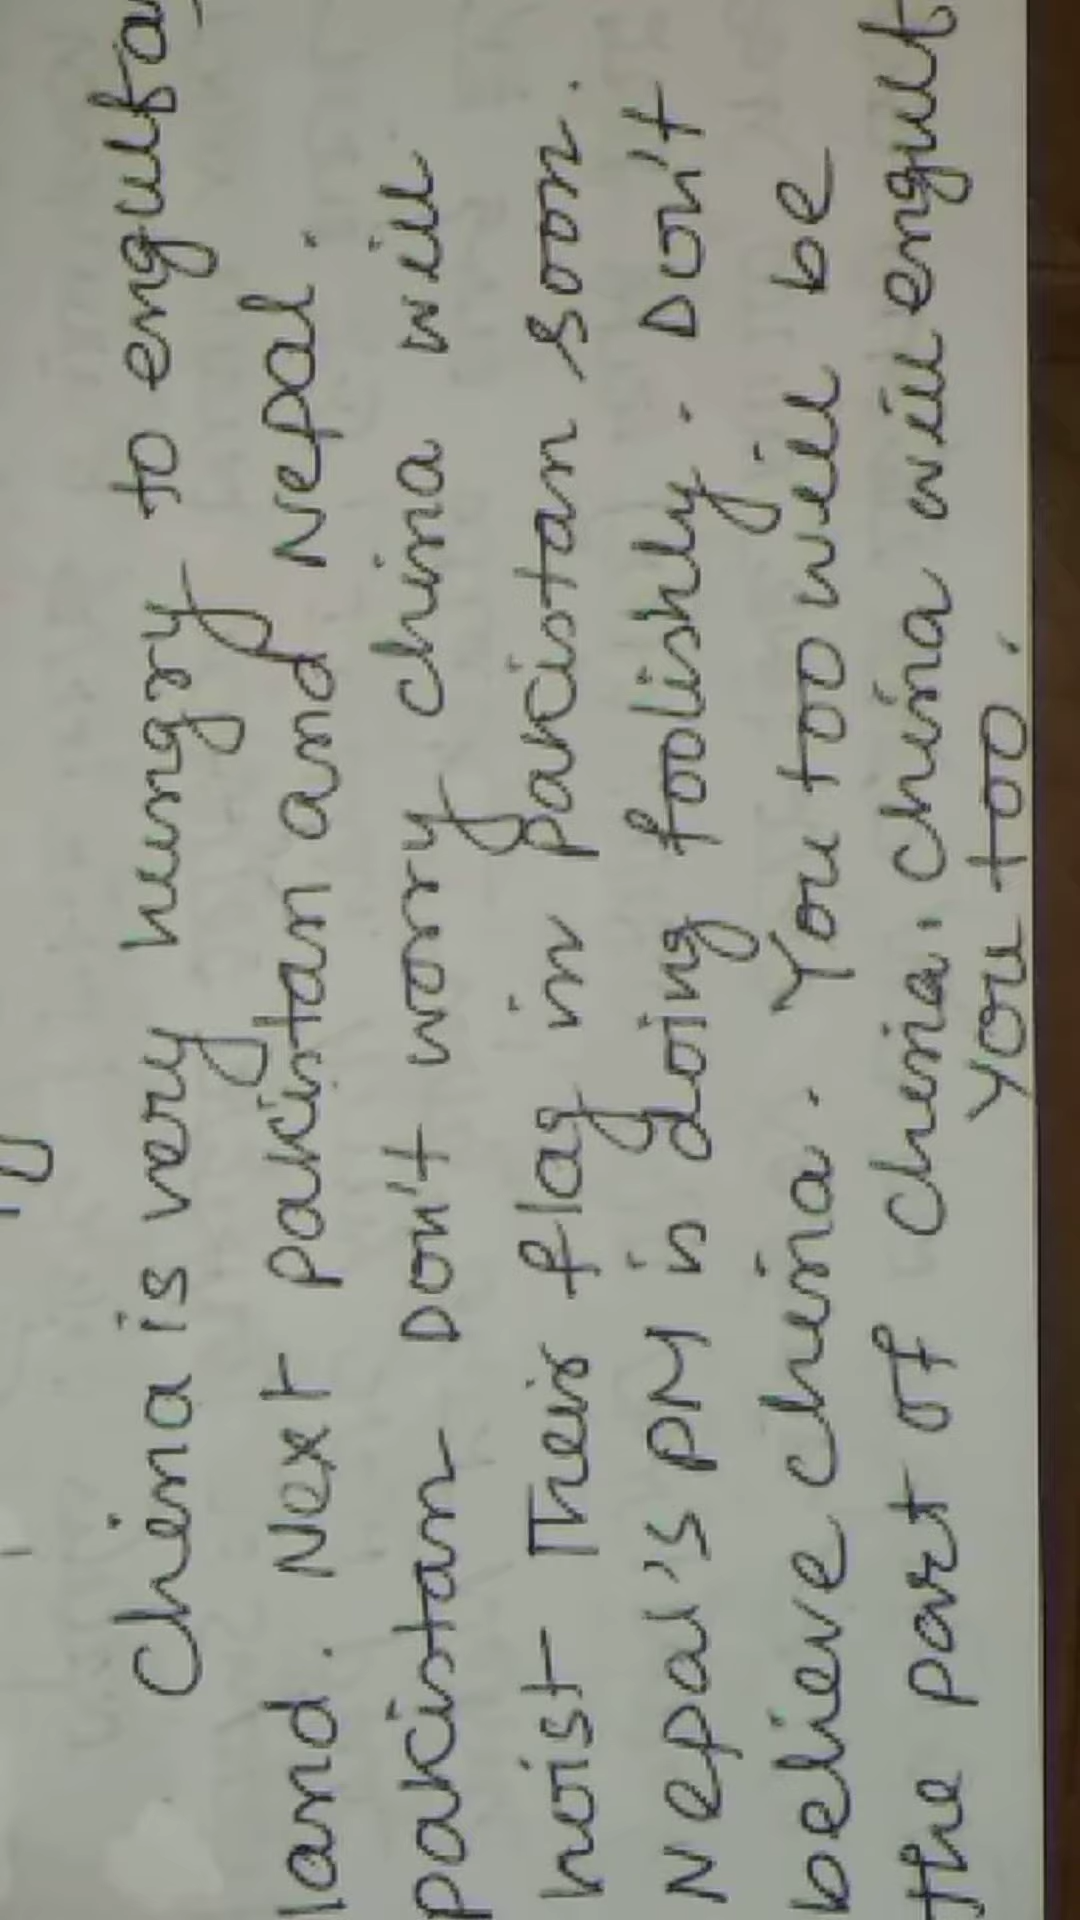 China is very hungry to engulf
land. Next pakistan and Nepal.
pakistan Don't worry China will
hoist Their flag in pakistan soon.
Nepal's PM is doing foolishly. Don't
believe China. You too will be
the part of China. China will engulf
you too.